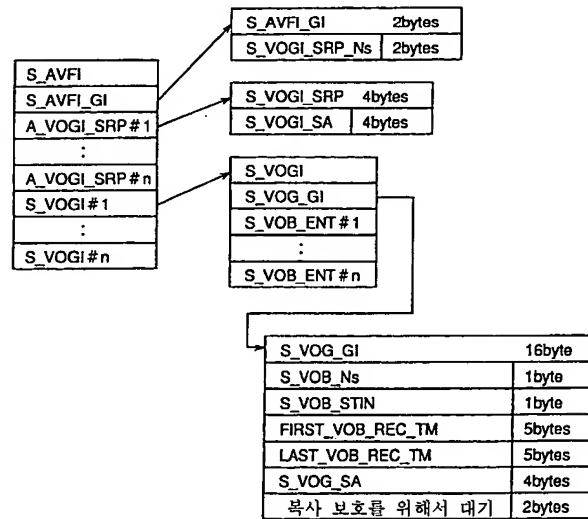 S_AVFI_GI 2bytes
S_VOGI_SRP_Ns 2bytes
S_AVFI
S_AVFI_GI
A_VOGI_SRP#1
:
A_VOGI_SRP#n
S_VOGI#1
:
S_VOGI#n
S_VOGI_SRP 4bytes
S_VOGI_SA 4bytes
S_VOGI
S_VOG_GI
S_VOB_ENT#1
:
S_VOB_ENT#n
S_VOG_GI 16byte
S_VOB_Ns 1byte
S_VOB_STIN 1byte
FIRST_VOB_REC_TM 5bytes
LAST_VOB_REC_TM 5bytes
S_VOG_SA 4bytes
복사 보호를 위해서 대기 2bytes